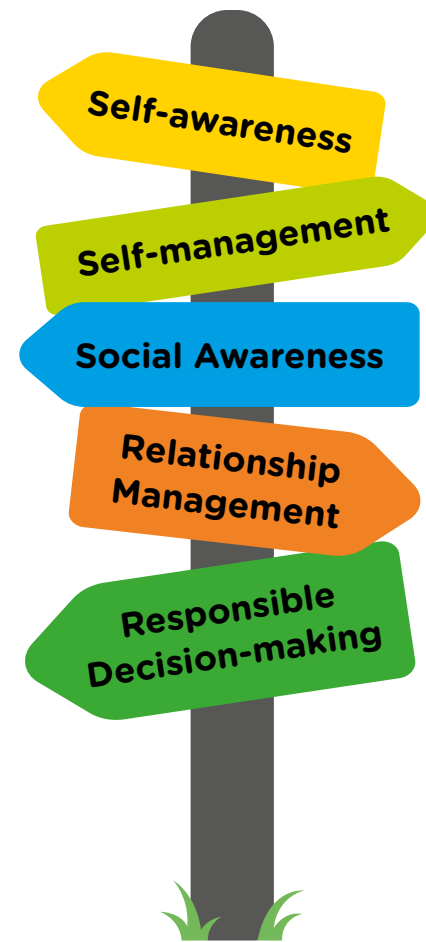 Self-awareness
Self-management
Social Awareness
Relationship
Management
Responsible
Decision-making